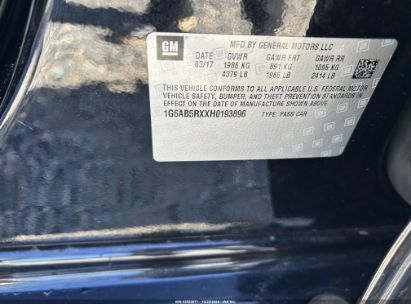 GM
MFD BY GENERAL MOTORS LLC
DATE GVWR GAWR FRT GAWR RR
03/17 1986 KG 891 KG 1095 KG
4379 LB 1965 LB 2414 LB
THIS VEHICLE CONFORMS TO ALL APPLICABLE U.S. FEDERAL MOTOR
VEHICLE SAFETY, BUMPER, AND THEFT PREVENTION STANDARDS IN
EFFECT ON THE DATE OF MANUFACTURE SHOWN ABOVE.
1G6AB5RXXH0193896 TYPE: PASS CAR